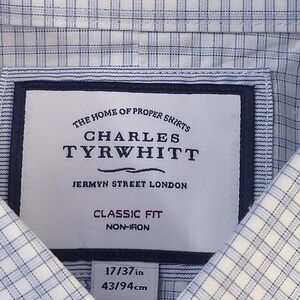 THE HOME OF PROPER SHIRTS
CHARLES
TYRWHITT
JERMYN STREET LONDON
CLASSIC FIT
NON-IRON
17/37in
43/94cm